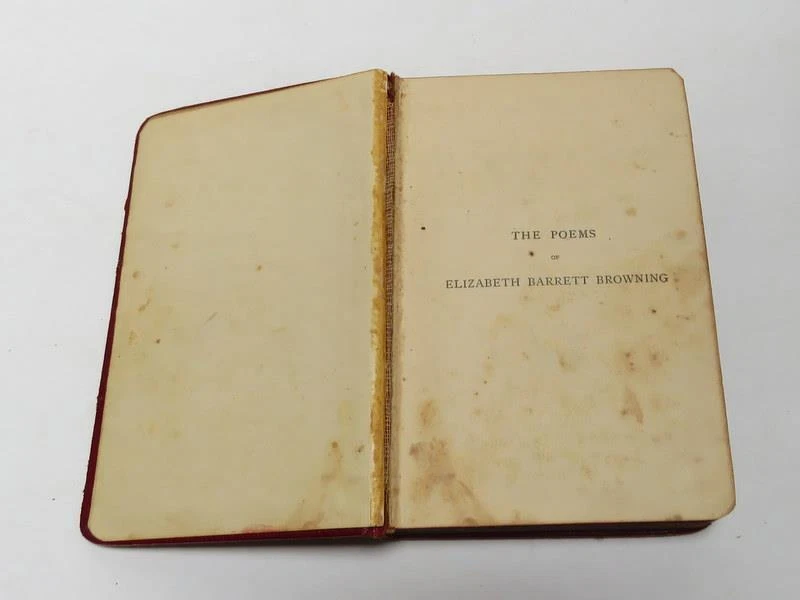 THE POEMS
OF
ELIZABETH BARRETT BROWNING